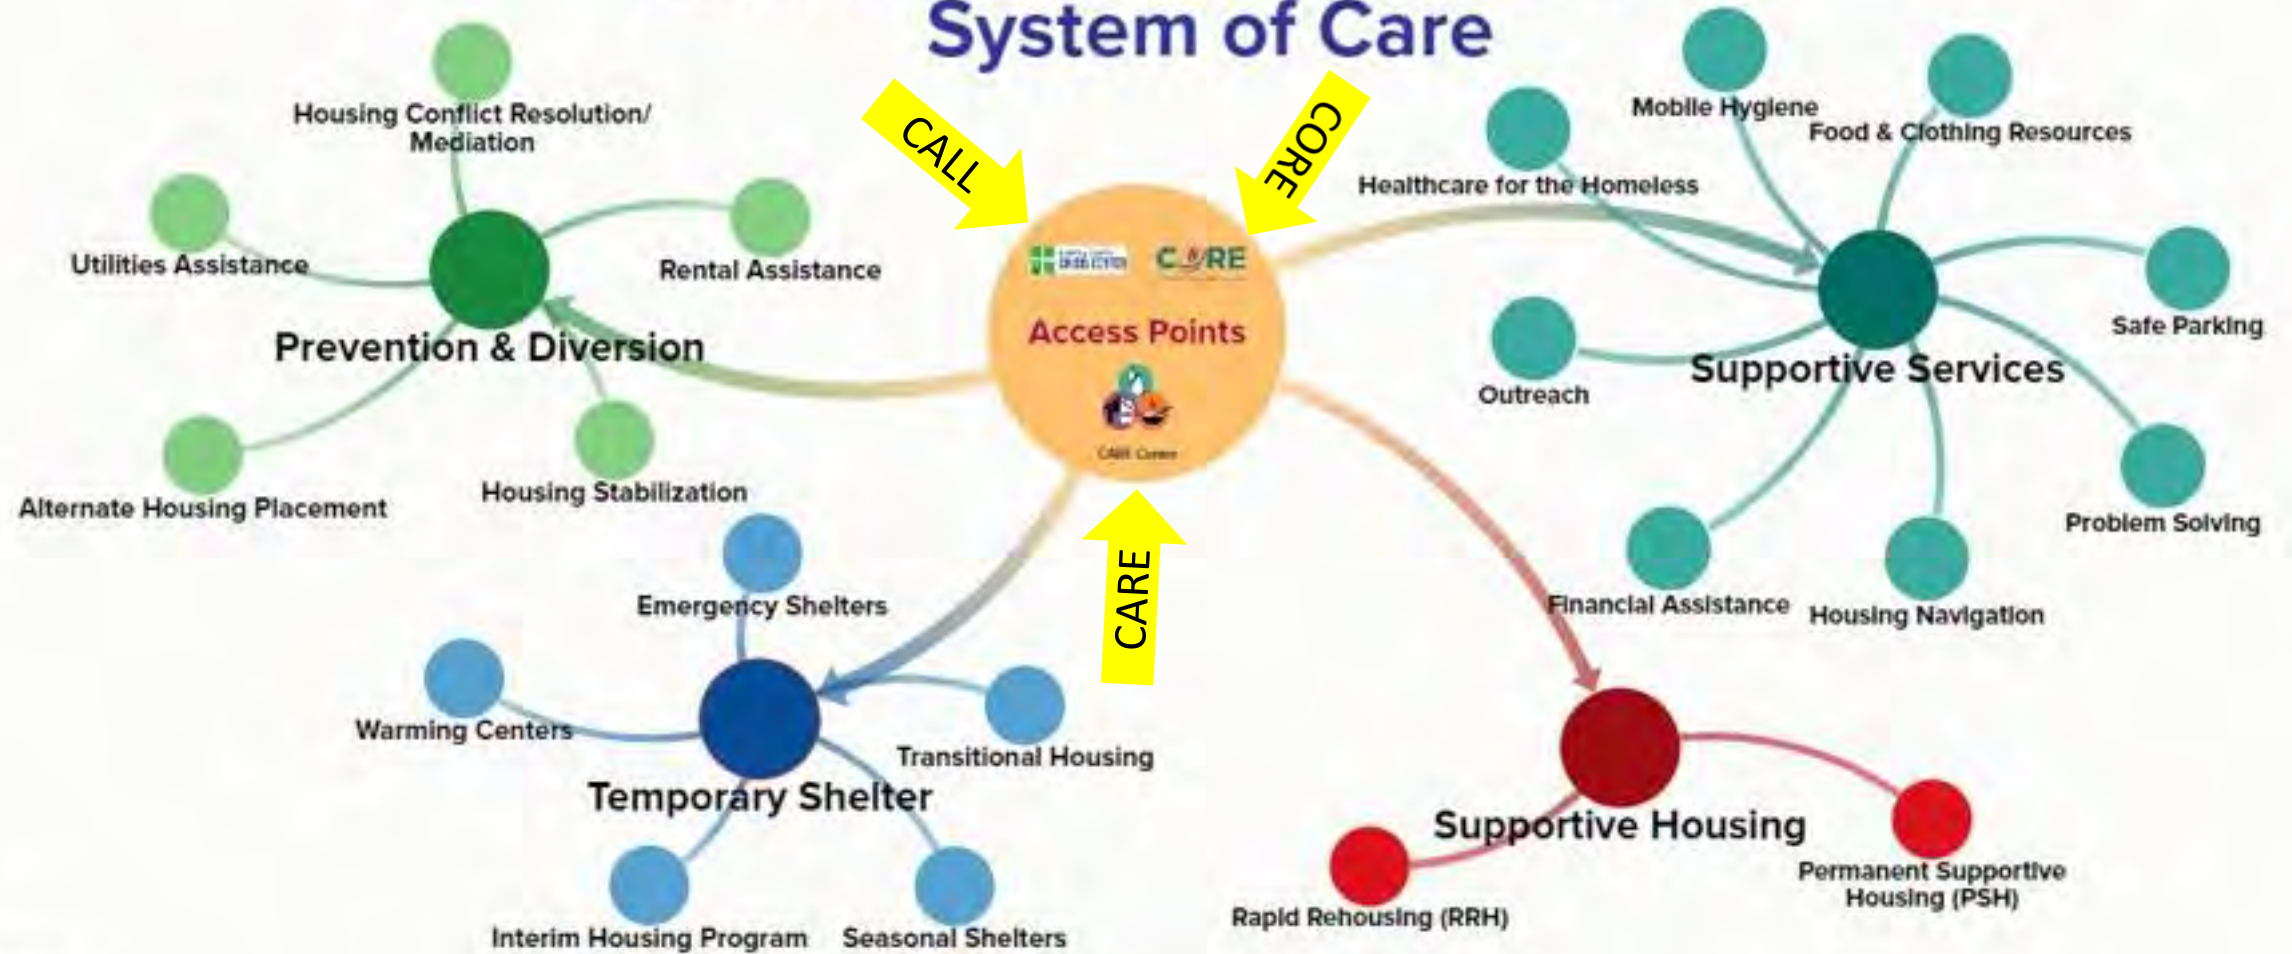 System of Care
Housing Conflict Resolution/
Mediation
Utilities Assistance
Rental Assistance
Prevention & Diversion
Alternate Housing Placement
Housing Stabilization
CALL
CORE
CORE
Access Points
CARE Center
CARE
Mobile Hygiene
Food & Clothing Resources
Healthcare for the Homeless
Safe Parking
Outreach
Supportive Services
Problem Solving
Financial Assistance
Housing Navigation
Emergency Shelters
Warming Centers
Transitional Housing
Temporary Shelter
Interim Housing Program
Seasonal Shelters
Supportive Housing
Rapid Rehousing (RRH)
Permanent Supportive
Housing (PSH)